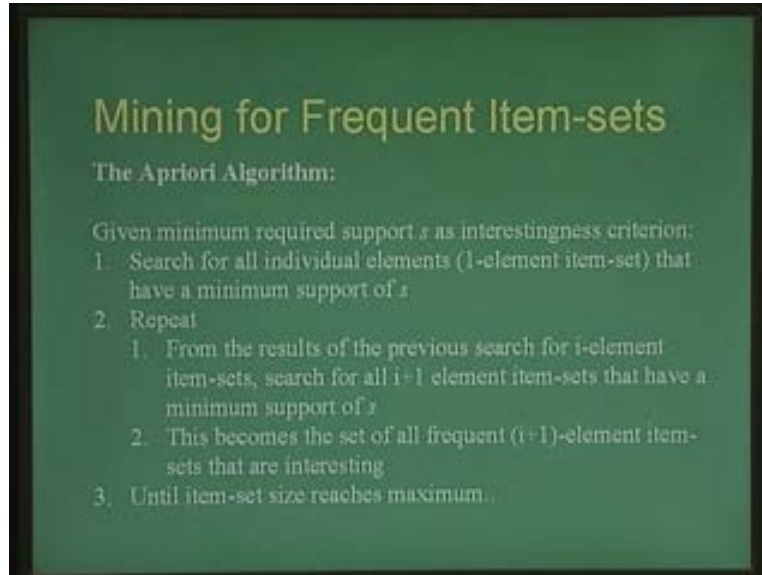 Mining for Frequent Item-sets
The Apriori Algorithm:
Given minimum required support s as interestingness criterion:
1. Search for all individual elements (1-element item-set) that
have a minimum support of s
2. Repeat
1. From the results of the previous search for i-element
item-sets, search for all i+1 element item-sets that have a
minimum support of s
2. This becomes the set of all frequent (i+1)-element item-
sets that are interesting
3. Until item-set size reaches maximum..